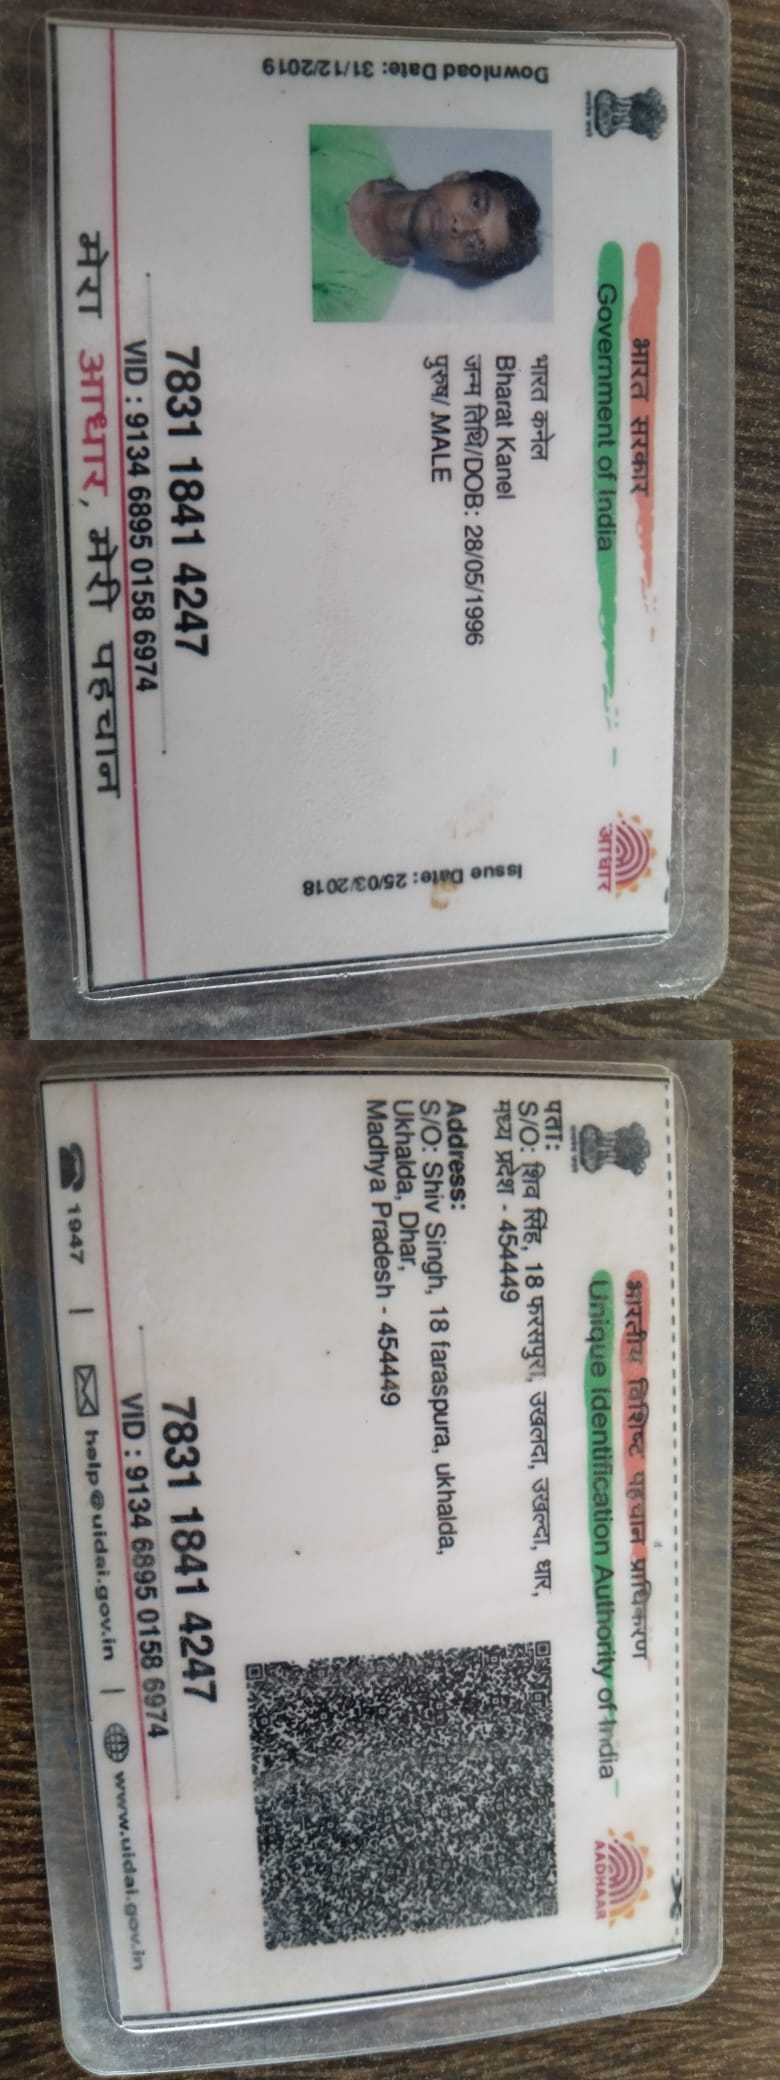 भारत सरकार
Government of India
आधार
Download Date: 31/12/2019
Issue Date: 25/03/2018
भारत कनेल
Bharat Kanel
जन्म तिथि/DOB: 28/05/1996
पुरुष/ MALE
7831 1841 4247
VID : 9134 6895 0158 6974
मेरा आधार, मेरी पहचान
भारतीय विशिष्ट पहचान प्राधिकरण
Unique Identification Authority of India
AADHAAR
पता:
S/O: शिव सिंह, 18 फरसपुरा, उखलदा, उखल्दा, धार,
मध्य प्रदेश - 454449
Address:
S/O: Shiv Singh, 18 faraspura, ukhalda,
Ukhalda, Dhar,
Madhya Pradesh - 454449
7831 1841 4247
VID : 9134 6895 0158 6974
1947 | help@uidai.gov.in | www.uidai.gov.in